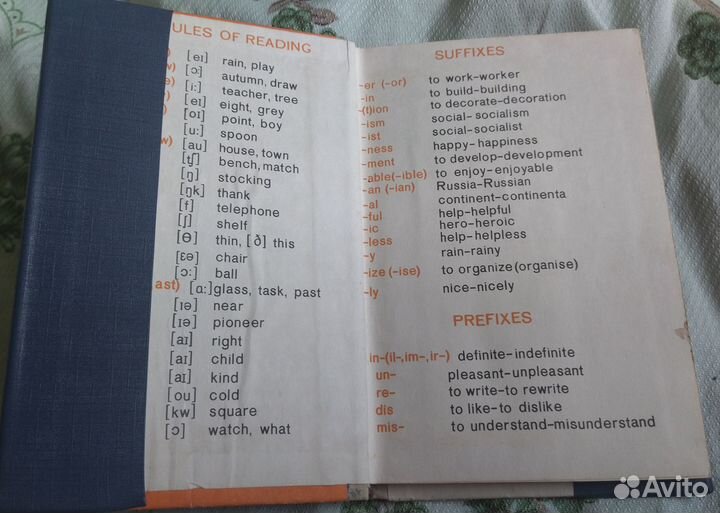 ULES OF READING
[eɪ] rain, play
w) [ɔ:] autumn, draw
e) [i:] teacher, tree
) [eɪ] eight, grey
) [ɔɪ] point, boy
[u:] spoon
w) [au] house, town
[tʃ] bench, match
[ŋ] stocking
[ŋk] thank
[f] telephone
[ʃ] shelf
[θ] thin, [ð] this
[ɛə] chair
[ɔ:] ball
ast) [ɑ:] glass, task, past
[ɪə] near
[ɪə] pioneer
[aɪ] right
[aɪ] child
[aɪ] kind
[ou] cold
[kw] square
[ɔ] watch, what
SUFFIXES
-er (-or) to work-worker
-in to build-building
-(t)ion to decorate-decoration
-ism social-socialism
-ist social-socialist
-ness happy-happiness
-ment to develop-development
-able(-ible) to enjoy-enjoyable
-an (-ian) Russia-Russian
-al continent-continenta
-ful help-helpful
-ic hero-heroic
-less help-helpless
-y rain-rainy
-ize (-ise) to organize(organise)
-ly nice-nicely
PREFIXES
in-(il-,im-,ir-) definite-indefinite
un- pleasant-unpleasant
re- to write-to rewrite
dis to like-to dislike
mis- to understand-misunderstand
Avito